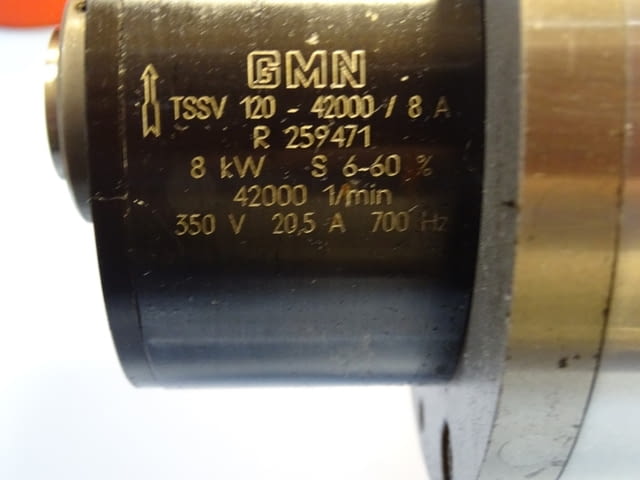 GMN
TSSV 120 - 42000 / 8 A
R 259471
8 kW S 6-60 %
42000 1/min
350 V 20,5 A 700 Hz